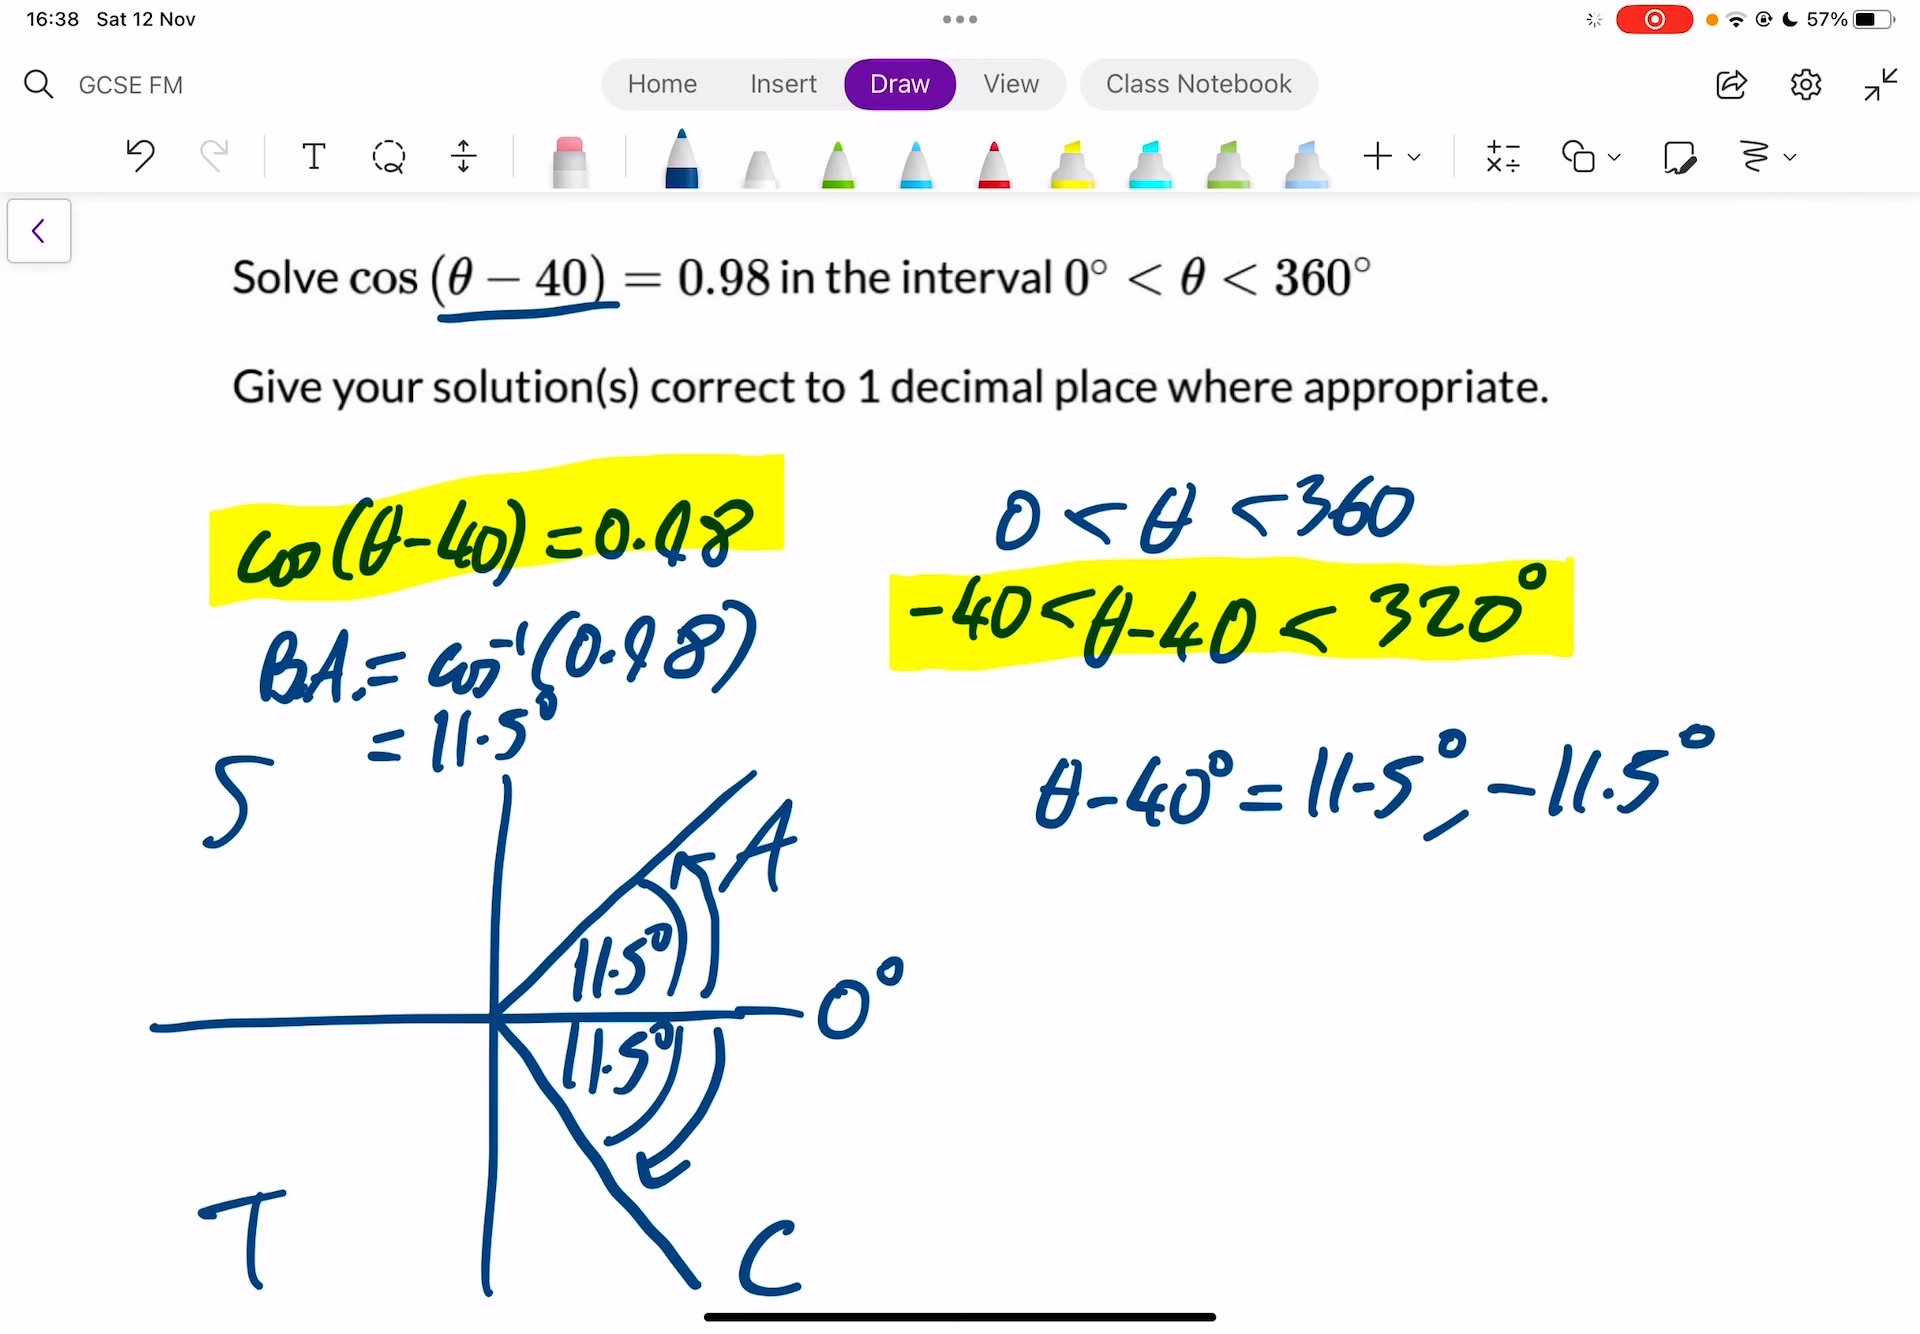 16:38 Sat 12 Nov
57%
GCSE FM
Home Insert Draw View Class Notebook
Solve cos (θ − 40) = 0.98 in the interval 0° < θ < 360°
Give your solution(s) correct to 1 decimal place where appropriate.
cos(θ-40) = 0.98
0 < θ < 360
-40 < θ-40 < 320°
B.A. = cos⁻¹(0.98)
= 11.5°
θ-40° = 11.5°, -11.5°
S
A
11.5°
0°
11.5°
T
C